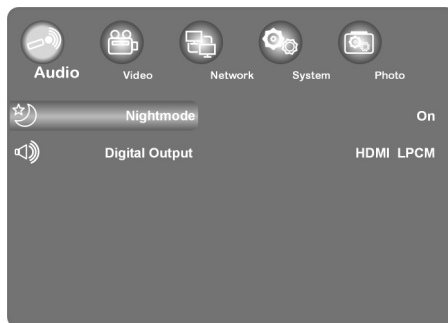 Audio Video Network System Photo
Nightmode On
Digital Output HDMI LPCM